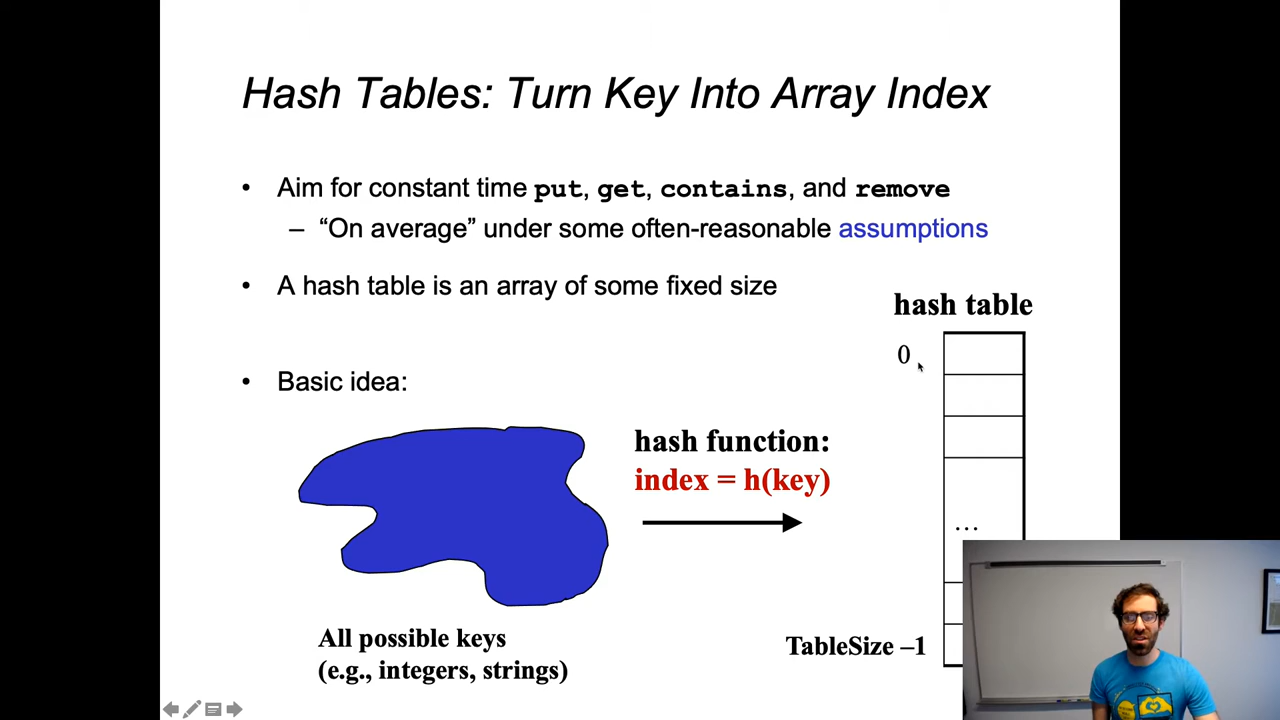 Hash Tables: Turn Key Into Array Index
• Aim for constant time put, get, contains, and remove
– “On average” under some often-reasonable assumptions
• A hash table is an array of some fixed size
• Basic idea:
hash table
0
hash function:
index = h(key)
…
TableSize –1
All possible keys
(e.g., integers, strings)